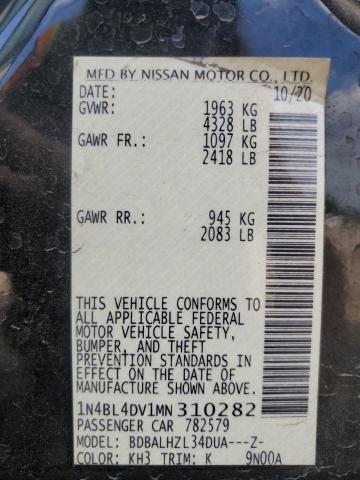 MFD BY NISSAN MOTOR CO., LTD.
DATE: 10/20
GVWR: 1963 KG
4328 LB
GAWR FR.: 1097 KG
2418 LB
GAWR RR.: 945 KG
2083 LB
THIS VEHICLE CONFORMS TO
ALL APPLICABLE FEDERAL
MOTOR VEHICLE SAFETY,
BUMPER, AND THEFT
PREVENTION STANDARDS IN
EFFECT ON THE DATE OF
MANUFACTURE SHOWN ABOVE.
1N4BL4DV1MN310282
PASSENGER CAR 782579
MODEL: BDBALHZL34DUA---Z-
COLOR: KH3 TRIM: K 9N00A